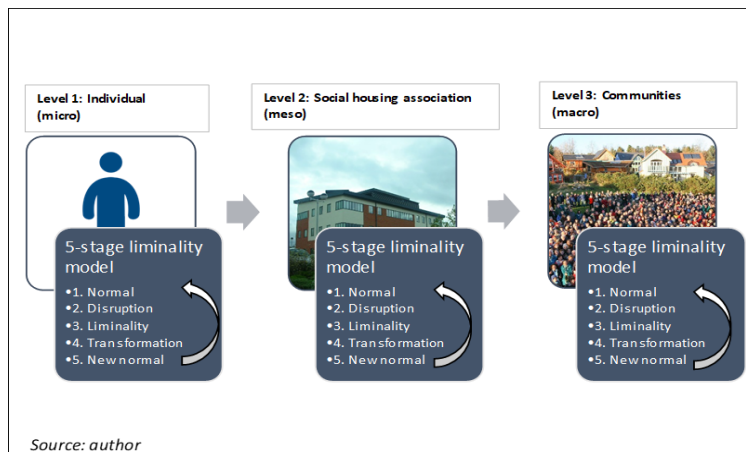 Level 1: Individual
(micro)
5-stage liminality
model
•1. Normal
•2. Disruption
•3. Liminality
•4. Transformation
•5. New normal
Level 2: Social housing association
(meso)
5-stage liminality
model
•1. Normal
•2. Disruption
•3. Liminality
•4. Transformation
•5. New normal
Level 3: Communities
(macro)
5-stage liminality
model
•1. Normal
•2. Disruption
•3. Liminality
•4. Transformation
•5. New normal
Source: author